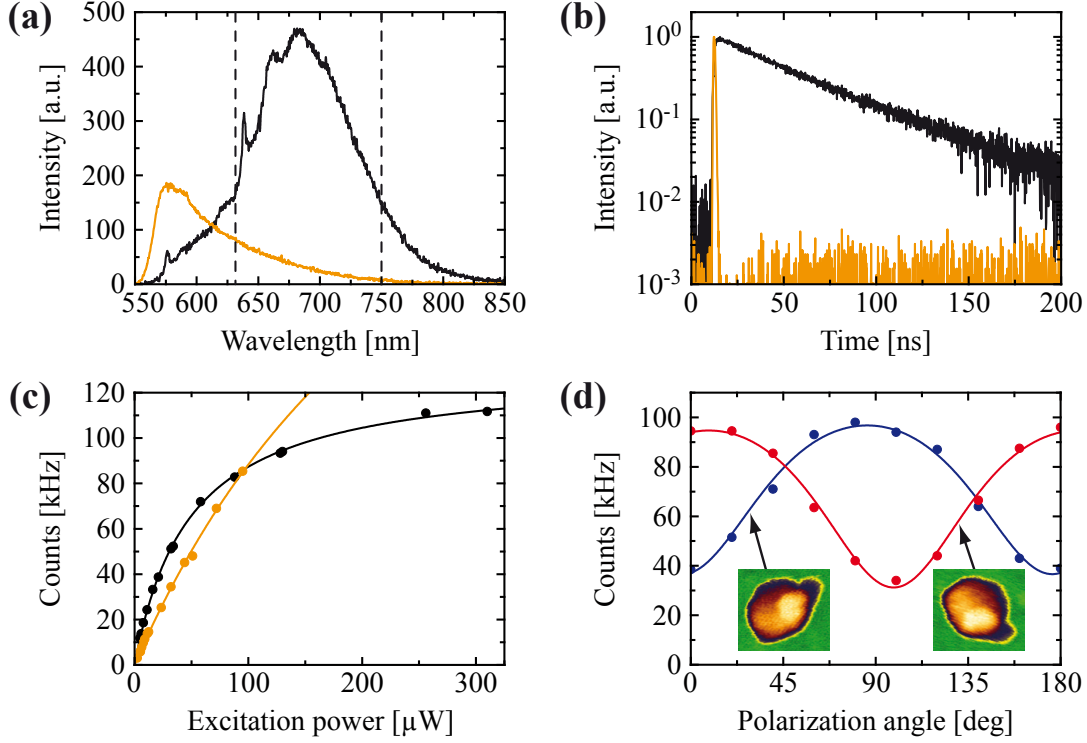 (a)
Intensity [a.u.]
500
400
300
200
100
0
550 600 650 700 750 800 850
Wavelength [nm]
(b)
Intensity [a.u.]
10⁰
10⁻¹
10⁻²
10⁻³
0 50 100 150 200
Time [ns]
(c)
Counts [kHz]
120
100
80
60
40
20
0
0 100 200 300
Excitation power [µW]
(d)
Counts [kHz]
100
80
60
40
20
0
0 45 90 135 180
Polarization angle [deg]